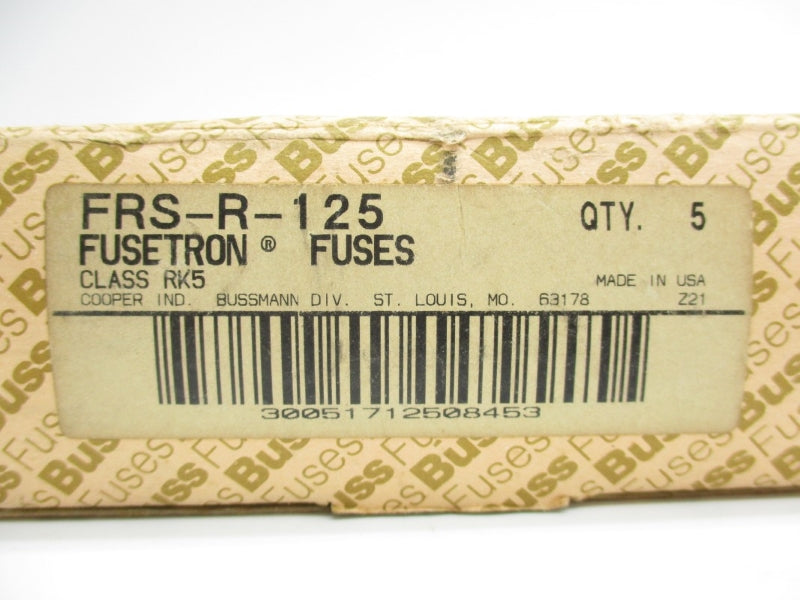 FRS-R-125 QTY. 5
FUSETRON® FUSES
CLASS RK5 MADE IN USA
COOPER IND. BUSSMANN DIV. ST. LOUIS, MO. 63178 Z21
30051712508453
Buss Fuses